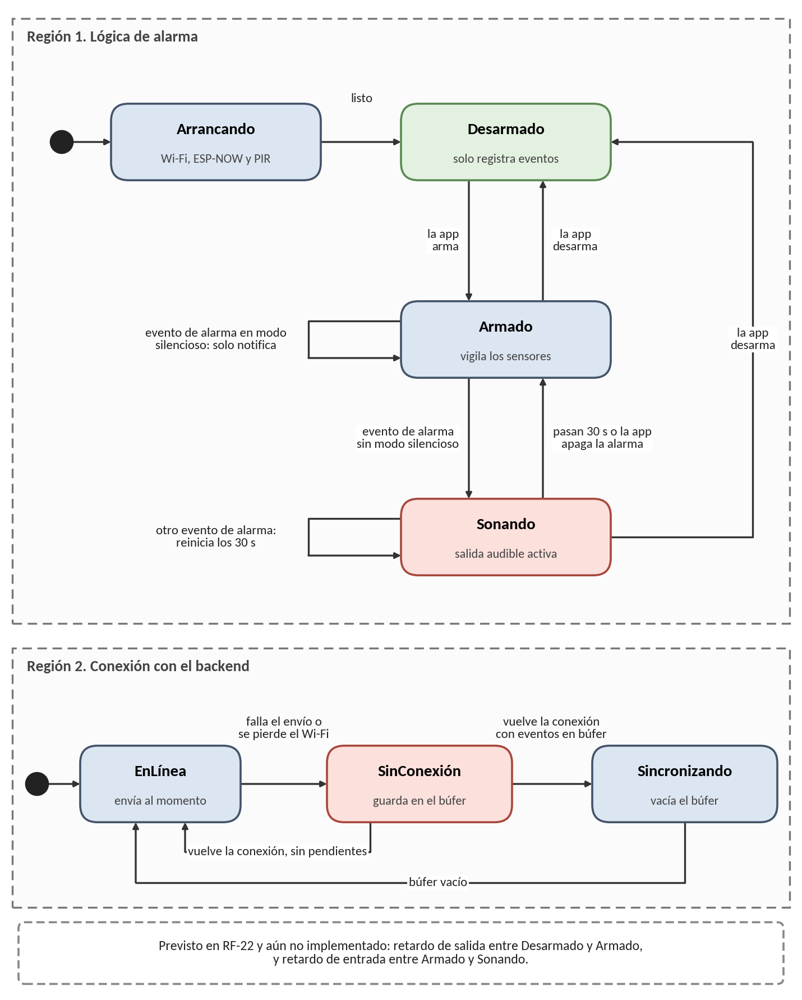 Región 1. Lógica de alarma
listo
Arrancando
Wi-Fi, ESP-NOW y PIR
Desarmado
solo registra eventos
la app
arma
la app
desarma
evento de alarma en modo
silencioso: solo notifica
Armado
vigila los sensores
la app
desarma
evento de alarma
sin modo silencioso
pasan 30 s o la app
apaga la alarma
otro evento de alarma:
reinicia los 30 s
Sonando
salida audible activa
Región 2. Conexión con el backend
falla el envío o
se pierde el Wi-Fi
vuelve la conexión
con eventos en búfer
EnLínea
envía al momento
SinConexión
guarda en el búfer
Sincronizando
vacía el búfer
vuelve la conexión, sin pendientes
búfer vacío
Previsto en RF-22 y aún no implementado: retardo de salida entre Desarmado y Armado,
y retardo de entrada entre Armado y Sonando.